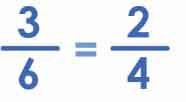 3/6 = 2/4